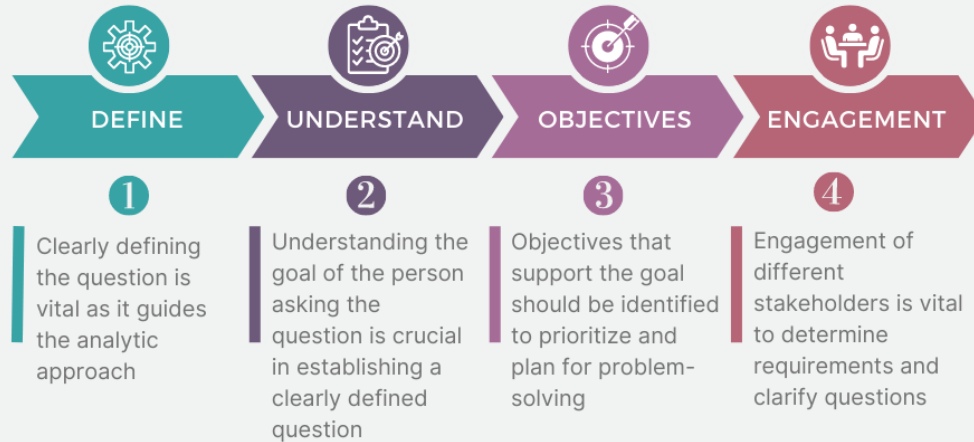 DEFINE
UNDERSTAND
OBJECTIVES
ENGAGEMENT
1
Clearly defining
the question is
vital as it guides
the analytic
approach
2
Understanding the
goal of the person
asking the
question is crucial
in establishing a
clearly defined
question
3
Objectives that
support the goal
should be identified
to prioritize and
plan for problem-
solving
4
Engagement of
different
stakeholders is vital
to determine
requirements and
clarify questions